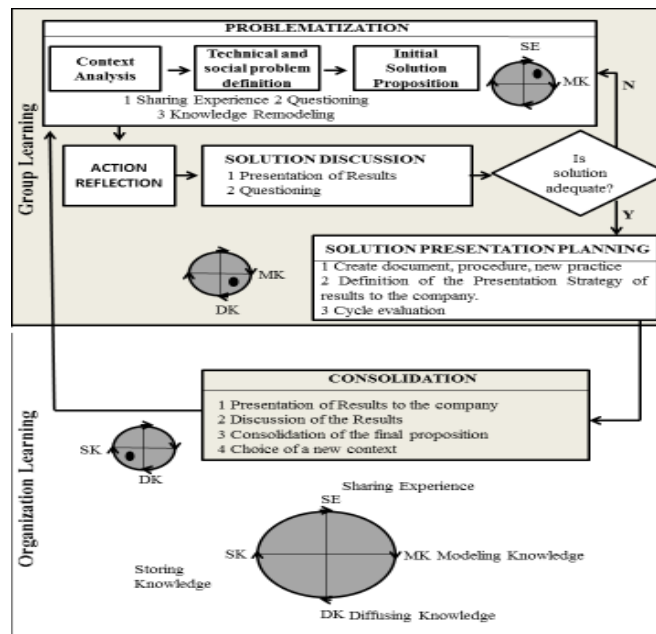 PROBLEMATIZATION
Context
Analysis
Technical and
social problem
definition
Initial
Solution
Proposition
SE
MK
1 Sharing Experience 2 Questioning
3 Knowledge Remodeling
N
Group Learning
ACTION
REFLECTION
SOLUTION DISCUSSION
1 Presentation of Results
2 Questioning
Is
solution
adequate?
Y
SOLUTION PRESENTATION PLANNING
1 Create document, procedure, new practice
2 Definition of the Presentation Strategy of
results to the company.
3 Cycle evaluation
MK
DK
Organization Learning
CONSOLIDATION
1 Presentation of Results to the company
2 Discussion of the Results
3 Consolidation of the final proposition
4 Choice of a new context
SK
DK
Sharing Experience
SE
SK
MK Modeling Knowledge
Storing
Knowledge
DK Diffusing Knowledge